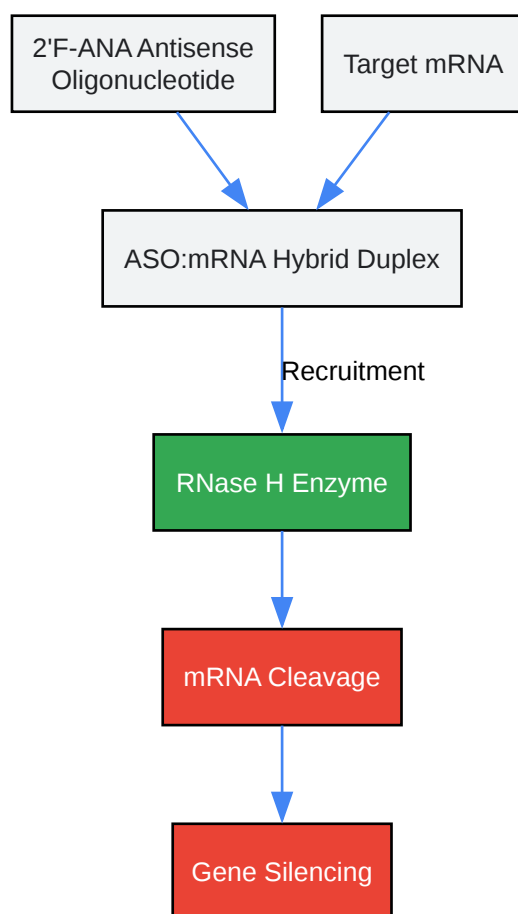 2'F-ANA Antisense
Oligonucleotide
Target mRNA
ASO:mRNA Hybrid Duplex
Recruitment
RNase H Enzyme
mRNA Cleavage
Gene Silencing